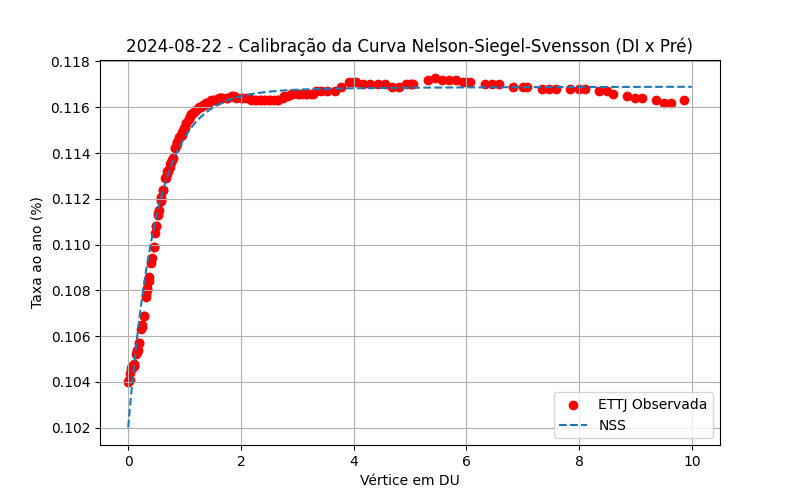 2024-08-22 - Calibração da Curva Nelson-Siegel-Svensson (DI x Pré)
0.118
0.116
0.114
0.112
0.110
0.108
0.106
0.104
0.102
Taxa ao ano (%)
ETTJ Observada
NSS
0 2 4 6 8 10
Vértice em DU